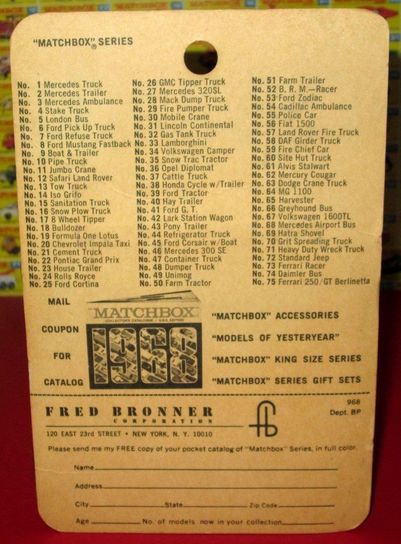 "MATCHBOX"® SERIES
No. 1 Mercedes Truck
No. 2 Mercedes Trailer
No. 3 Mercedes Ambulance
No. 4 Stake Truck
No. 5 London Bus
No. 6 Ford Pick Up Truck
No. 7 Ford Refuse Truck
No. 8 Ford Mustang Fastback
No. 9 Boat & Trailer
No. 10 Pipe Truck
No. 11 Jumbo Crane
No. 12 Safari Land Rover
No. 13 Tow Truck
No. 14 Iso Grifo
No. 15 Sanitation Truck
No. 16 Snow Plow Truck
No. 17 8 Wheel Tipper
No. 18 Bulldozer
No. 19 Formula One Lotus
No. 20 Chevrolet Impala Taxi
No. 21 Cement Truck
No. 22 Pontiac Grand Prix
No. 23 House Trailer
No. 24 Rolls Royce
No. 25 Ford Cortina
No. 26 GMC Tipper Truck
No. 27 Mercedes 320SL
No. 28 Mack Dump Truck
No. 29 Fire Pumper Truck
No. 30 Mobile Crane
No. 31 Lincoln Continental
No. 32 Gas Tank Truck
No. 33 Lamborghini
No. 34 Volkswagen Camper
No. 35 Snow Trac Tractor
No. 36 Opel Diplomat
No. 37 Cattle Truck
No. 38 Honda Cycle w/Trailer
No. 39 Ford Tractor
No. 40 Hay Trailer
No. 41 Ford G. T.
No. 42 Lark Station Wagon
No. 43 Pony Trailer
No. 44 Refrigerator Truck
No. 45 Ford Corsair w/Boat
No. 46 Mercedes 300 SE
No. 47 Container Truck
No. 48 Dumper Truck
No. 49 Unimog
No. 50 Farm Tractor
No. 51 Farm Trailer
No. 52 B. R. M.—Racer
No. 53 Ford Zodiac
No. 54 Cadillac Ambulance
No. 55 Police Car
No. 56 Fiat 1500
No. 57 Land Rover Fire Truck
No. 58 DAF Girder Truck
No. 59 Fire Chief Car
No. 60 Site Hut Truck
No. 61 Alvis Stalwart
No. 62 Mercury Cougar
No. 63 Dodge Crane Truck
No. 64 MG 1100
No. 65 Harvester
No. 66 Greyhound Bus
No. 67 Volkswagen 1600TL
No. 68 Mercedes Airport Bus
No. 69 Hatra Shovel
No. 70 Grit Spreading Truck
No. 71 Heavy Duty Wreck Truck
No. 72 Standard Jeep
No. 73 Ferrari Racer
No. 74 Daimler Bus
No. 75 Ferrari 250/GT Berlinetta
MAIL
COUPON
FOR
CATALOG
MATCHBOX
1968
"MATCHBOX" ACCESSORIES
"MODELS OF YESTERYEAR"
"MATCHBOX" KING SIZE SERIES
"MATCHBOX" SERIES GIFT SETS
FRED BRONNER
CORPORATION
120 EAST 23rd STREET • NEW YORK, N. Y. 10010
968
Dept. BP
Please send me my FREE copy of your pocket catalog of "Matchbox" Series, in full color.
Name
Address
City State Zip Code
Age No. of models now in your collection